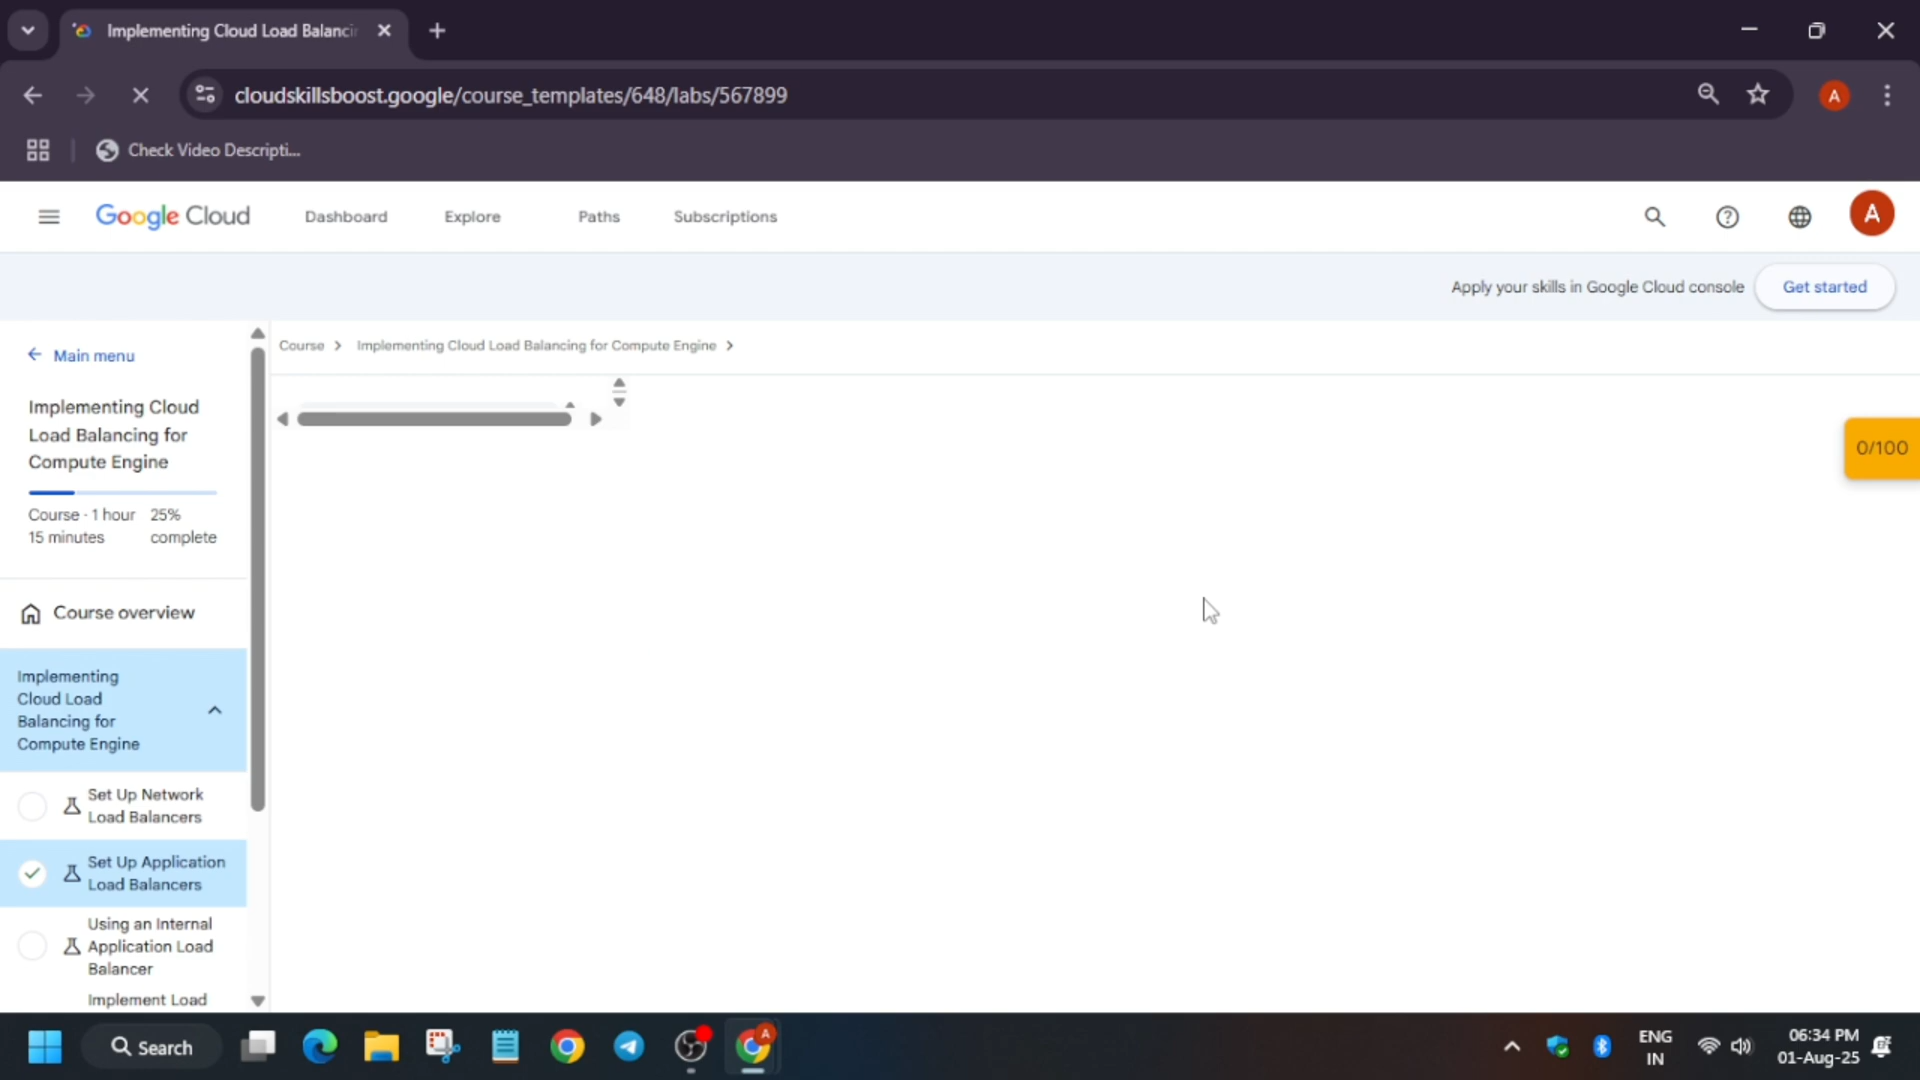 Implementing Cloud Load Balancin
cloudskillsboost.google/course_templates/648/labs/567899
A
Check Video Descripti...
Google Cloud
Dashboard
Explore
Paths
Subscriptions
A
Apply your skills in Google Cloud console
Get started
Main menu
Course
Implementing Cloud Load Balancing for Compute Engine
Implementing Cloud
Load Balancing for
Compute Engine
0/100
Course · 1 hour
15 minutes
25%
complete
Course overview
Implementing
Cloud Load
Balancing for
Compute Engine
Set Up Network
Load Balancers
Set Up Application
Load Balancers
Using an Internal
Application Load
Balancer
Implement Load
Search
A
ENG
IN
06:34 PM
01-Aug-25